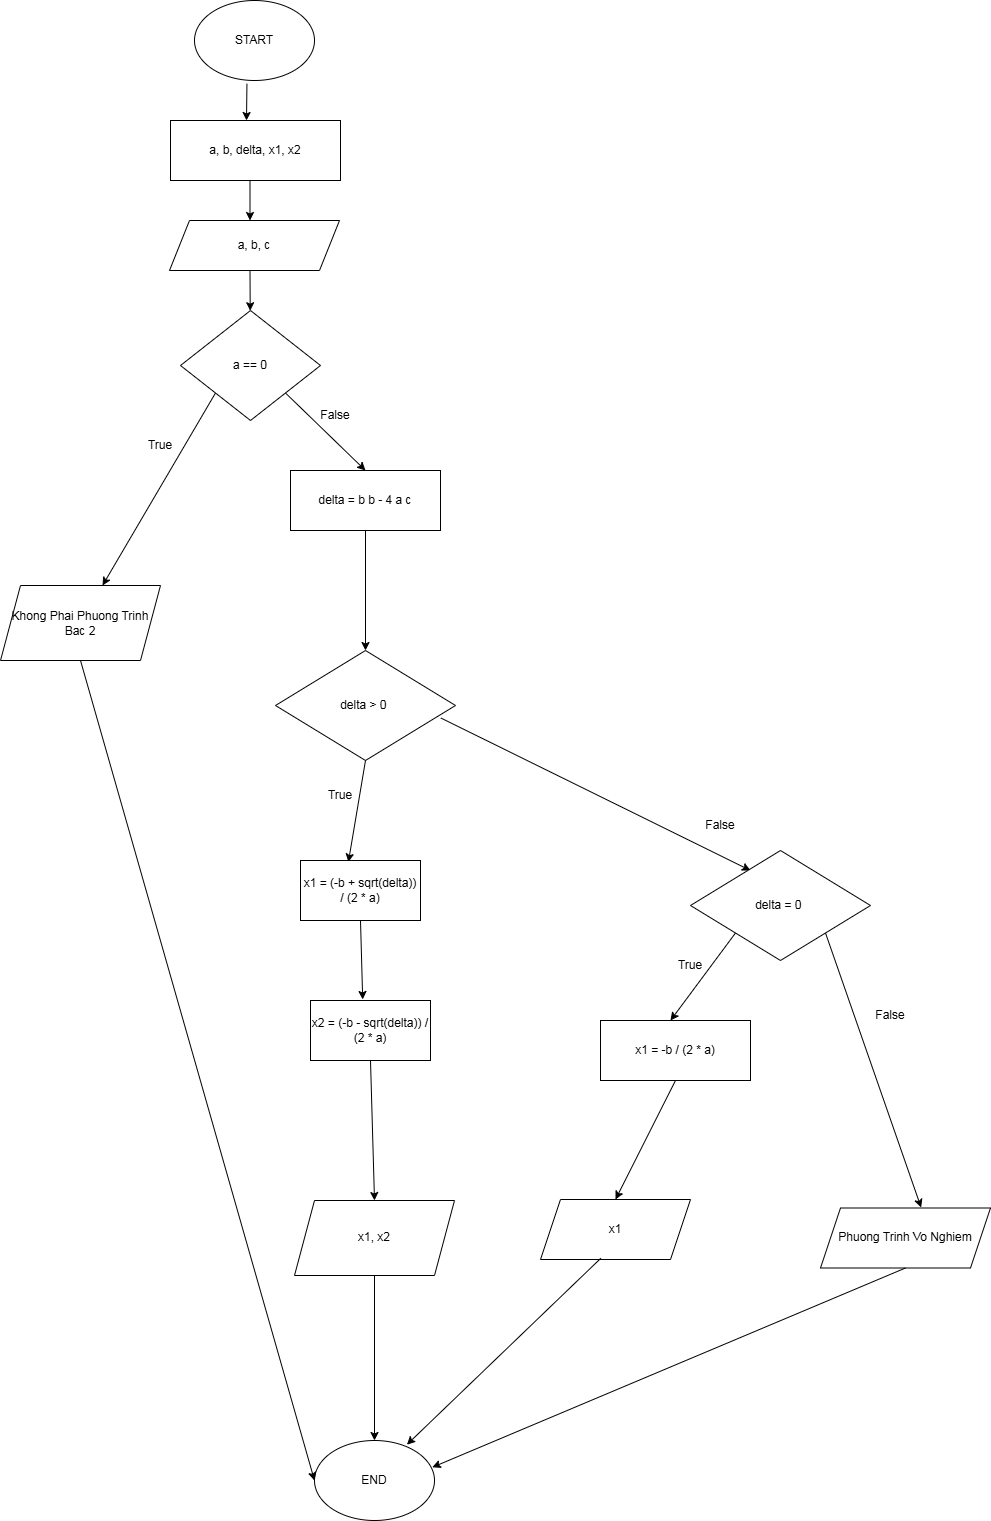 START
a, b, delta, x1, x2
a, b, c
a == 0
True
False
delta = b b - 4 a c
Khong Phai Phuong Trinh
Bac 2
delta > 0
True
False
x1 = (-b + sqrt(delta))
/ (2 * a)
delta = 0
True
False
x2 = (-b - sqrt(delta)) /
(2 * a)
x1 = -b / (2 * a)
x1, x2
x1
Phuong Trinh Vo Nghiem
END